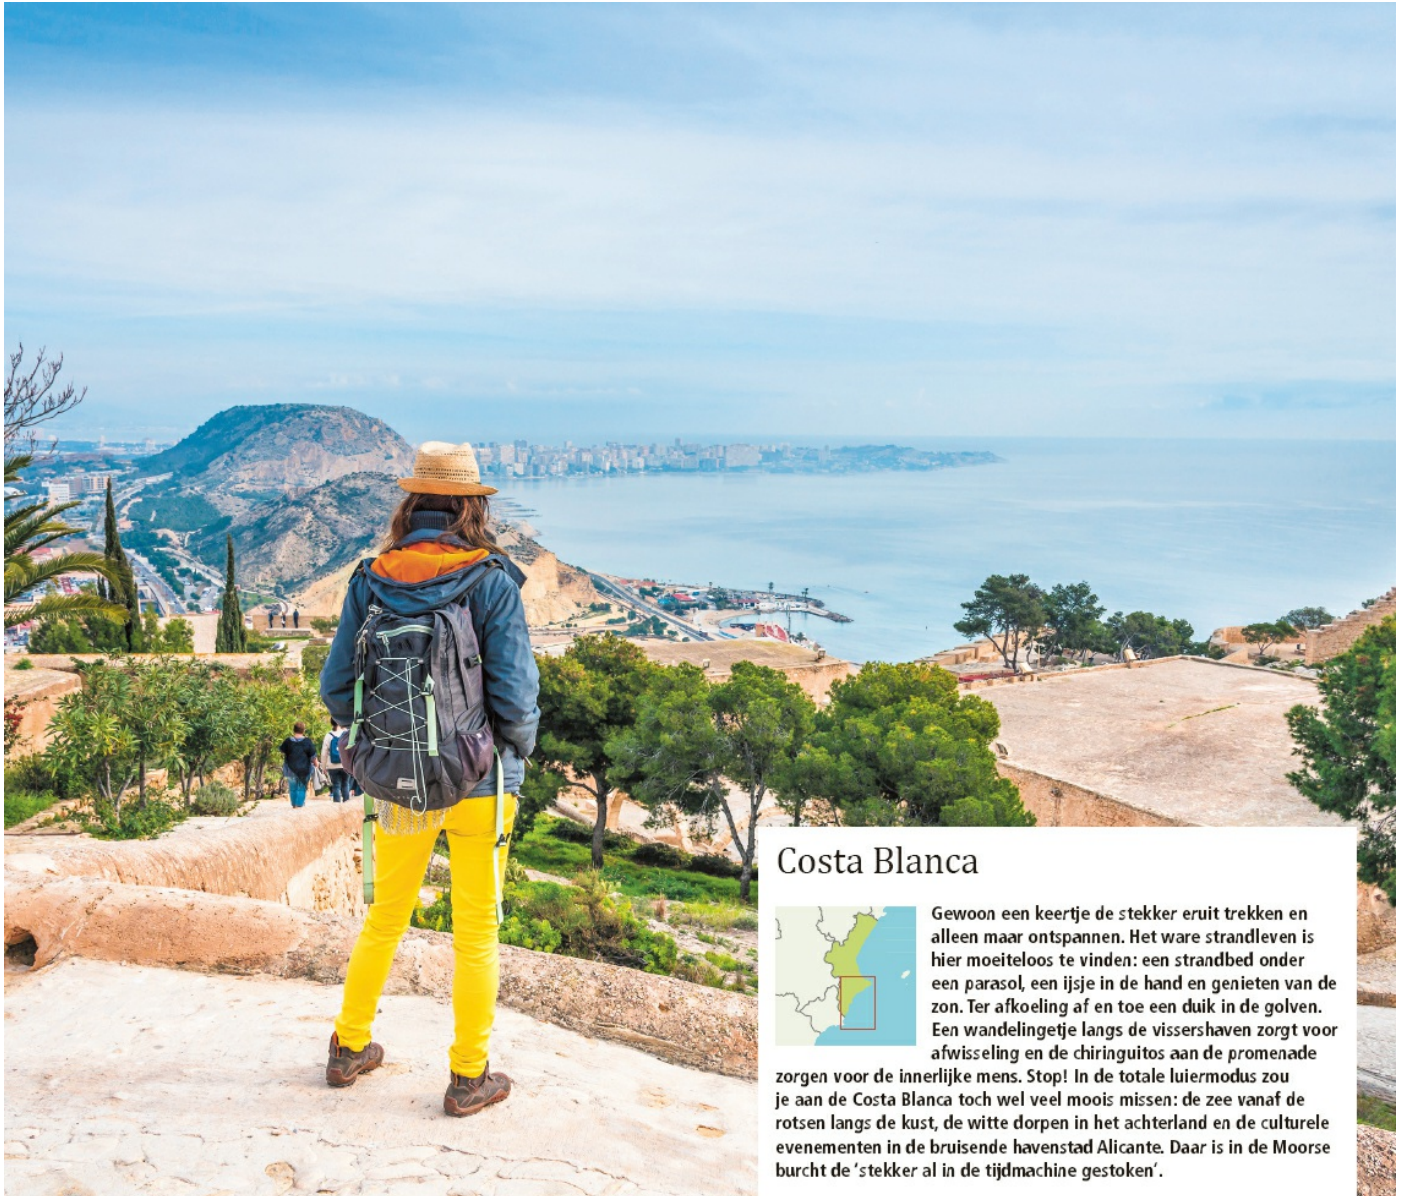 Costa Blanca
Gewoon een keertje de stekker eruit trekken en
alleen maar ontspannen. Het ware strandleven is
hier moeiteloos te vinden: een strandbed onder
een parasol, een ijsje in de hand en genieten van de
zon. Ter afkoeling af en toe een duik in de golven.
Een wandelingetje langs de vissershaven zorgt voor
afwisseling en de chiringuitos aan de promenade
zorgen voor de innerlijke mens. Stop! In de totale luiermodus zou
je aan de Costa Blanca toch wel veel moois missen: de zee vanaf de
rotsen langs de kust, de witte dorpen in het achterland en de culturele
evenementen in de bruisende havenstad Alicante. Daar is in de Moorse
burcht de ‘stekker al in de tijdmachine gestoken’.